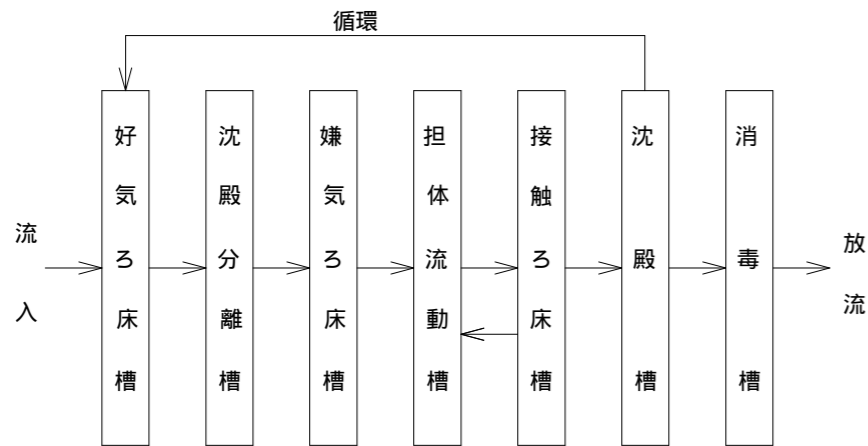 循環
流入
好気ろ床槽
沈殿分離槽
嫌気ろ床槽
担体流動槽
接触ろ床槽
沈殿槽
消毒槽
放流